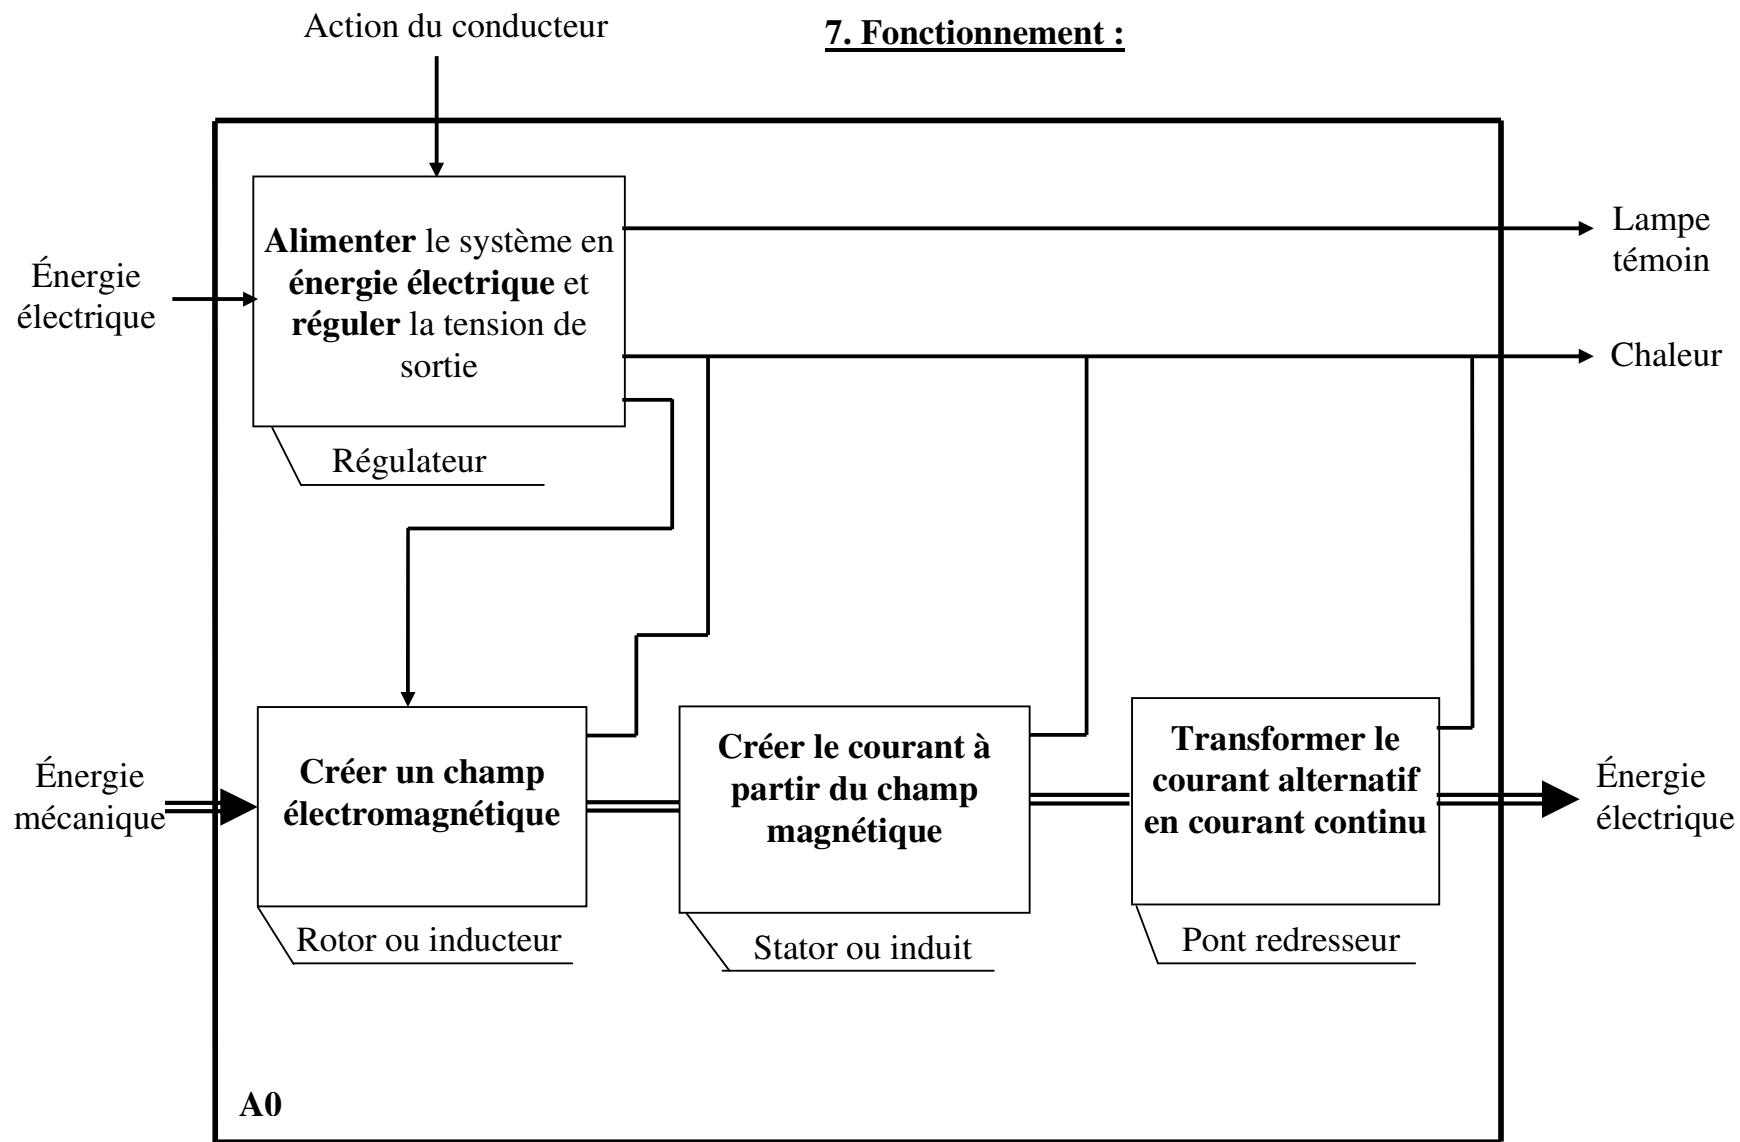 Action du conducteur
7. Fonctionnement :
Alimenter le système en
énergie électrique et
réguler la tension de
sortie
Énergie
électrique
Lampe
témoin
Chaleur
Régulateur
Énergie
mécanique
Créer un champ
électromagnétique
Créer le courant à
partir du champ
magnétique
Transformer le
courant alternatif
en courant continu
Énergie
électrique
Rotor ou inducteur
Stator ou induit
Pont redresseur
A0